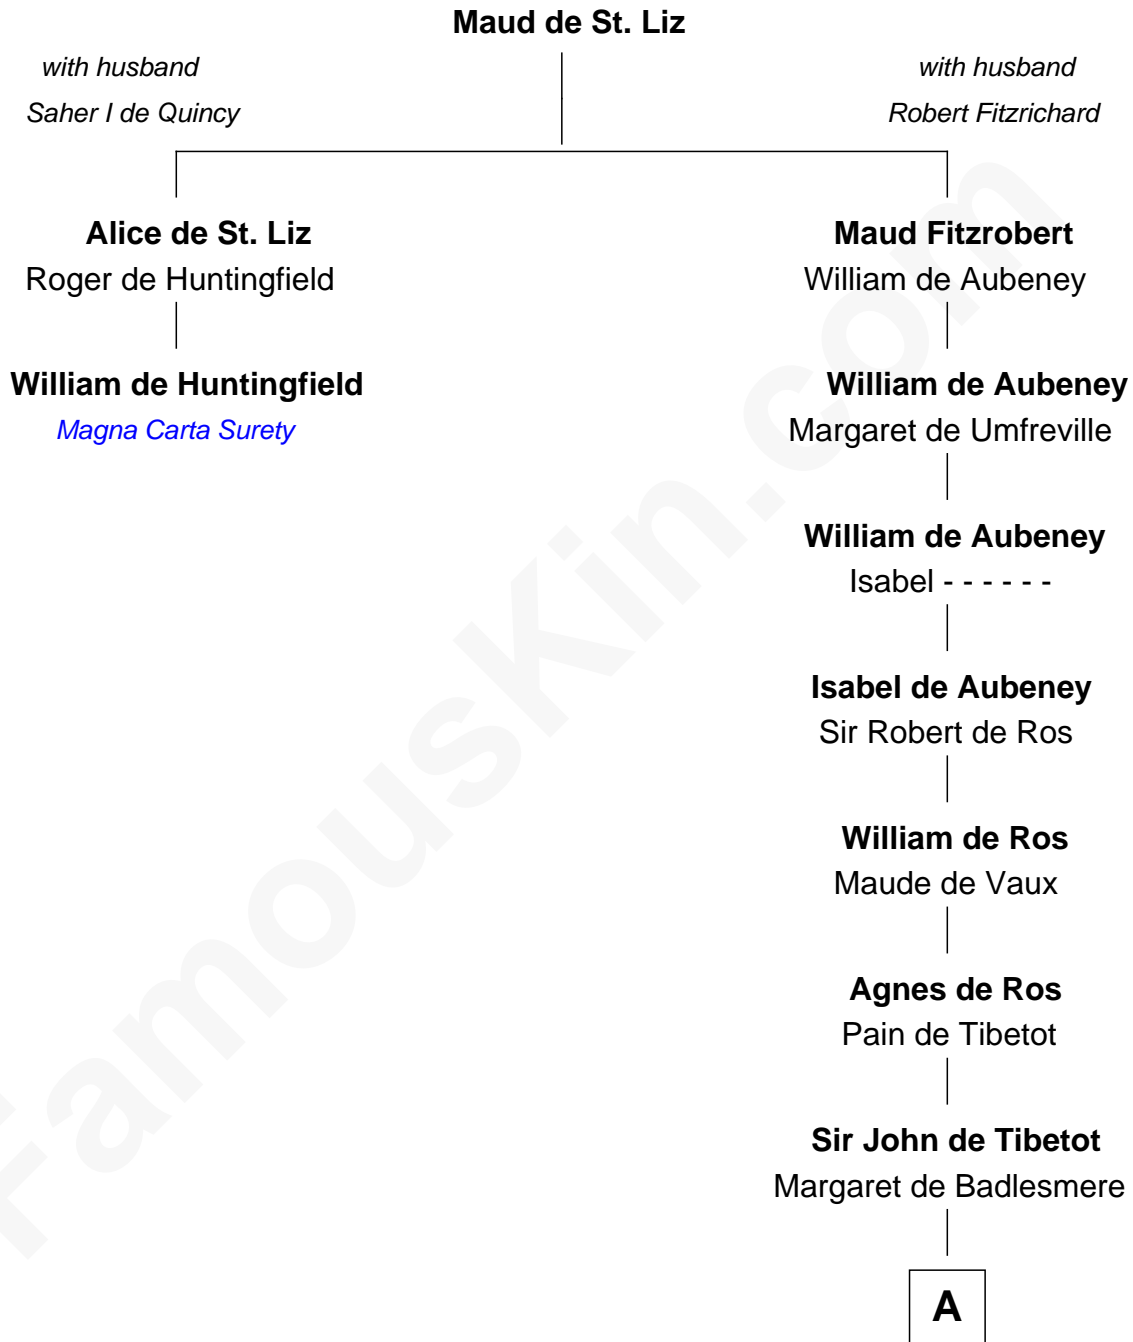 Maud de St. Liz
with husband
Saher I de Quincy
with husband
Robert Fitzrichard
Alice de St. Liz
Roger de Huntingfield
William de Huntingfield
Magna Carta Surety
Maud Fitzrobert
William de Aubeney
William de Aubeney
Margaret de Umfreville
William de Aubeney
Isabel - - - - - -
Isabel de Aubeney
Sir Robert de Ros
William de Ros
Maude de Vaux
Agnes de Ros
Pain de Tibetot
Sir John de Tibetot
Margaret de Badlesmere
A
FamousKin.com